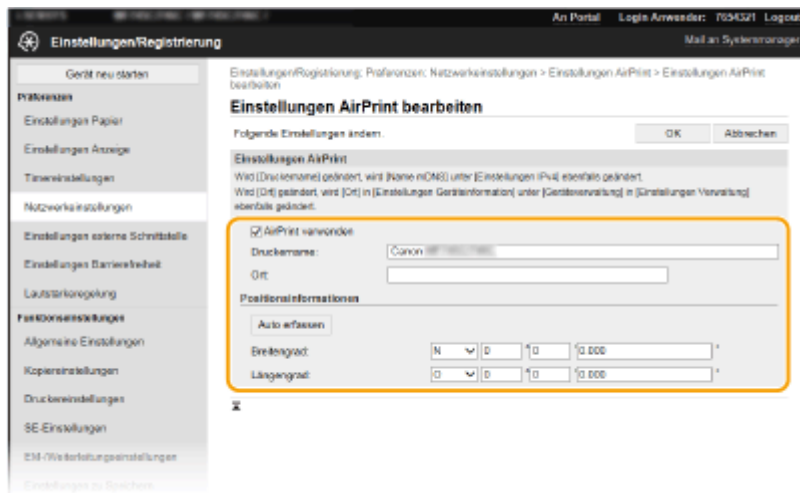 An Portal Login Anwender: 7654321 Logout
Einstellungen/Registrierung
Mail an Systemmanager
Gerät neu starten
Präferenzen
Einstellungen Papier
Einstellungen Anzeige
Timereinstellungen
Netzwerkeinstellungen
Einstellungen externe Schnittstelle
Einstellungen Barrierefreiheit
Lautstärkeregelung
Funktionseinstellungen
Allgemeine Einstellungen
Kopiereinstellungen
Druckereinstellungen
SE-Einstellungen
EM-/Weiterleitungseinstellungen
Einstellungen zu Speichern
Einstellungen/Registrierung: Präferenzen: Netzwerkeinstellungen > Einstellungen AirPrint > Einstellungen AirPrint
bearbeiten
Einstellungen AirPrint bearbeiten
Folgende Einstellungen ändern.
OK Abbrechen
Einstellungen AirPrint
Wird [Druckername] geändert, wird [Name mDNS] unter [Einstellungen IPv4] ebenfalls geändert.
Wird [Ort] geändert, wird [Ort] in [Einstellungen Geräteinformation] unter [Geräteverwaltung] in [Einstellungen Verwaltung]
ebenfalls geändert.
AirPrint verwenden
Druckername: Canon
Ort:
Positionsinformationen
Auto erfassen
Breitengrad: N 0 ° 0 ' 0.000 "
Längengrad: O 0 ° 0 ' 0.000 "